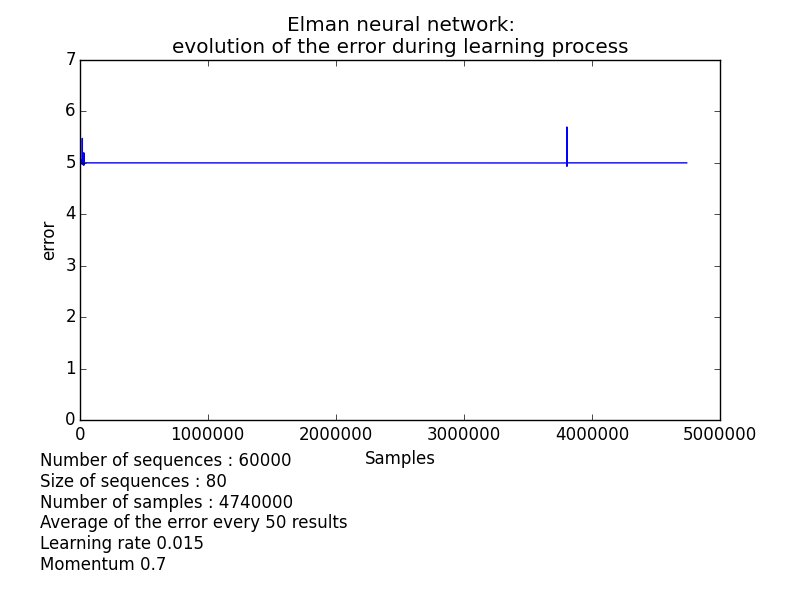 Elman neural network:
evolution of the error during learning process
7
6
5
4
3
2
1
0
error
0 1000000 2000000 3000000 4000000 5000000
Samples
Number of sequences : 60000
Size of sequences : 80
Number of samples : 4740000
Average of the error every 50 results
Learning rate 0.015
Momentum 0.7